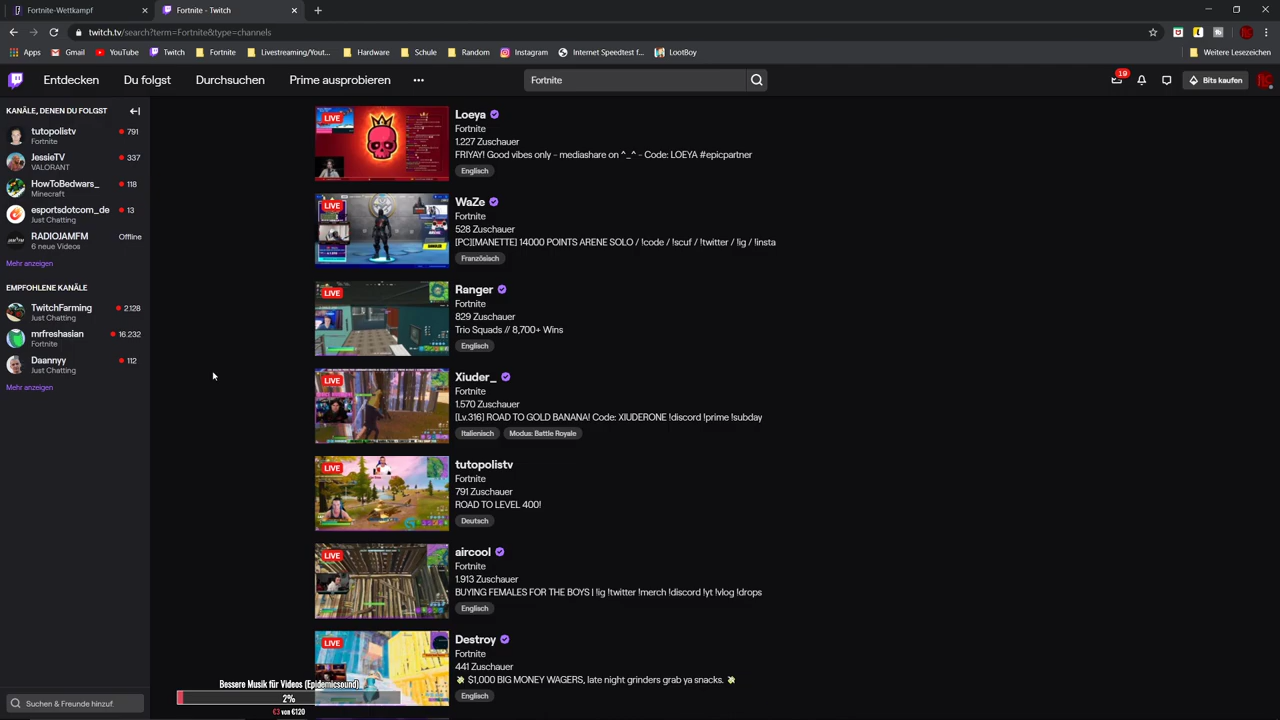 Fortnite-Wettkampf
Fortnite - Twitch
twitch.tv/search?term=Fortnite&type=channels
Apps
Gmail
YouTube
Twitch
Fortnite
Livestreaming/Yout...
Hardware
Schule
Random
Instagram
Internet Speedtest f...
LootBoy
Weitere Lesezeichen
Entdecken
Du folgst
Durchsuchen
Prime ausprobieren
Fortnite
19
Bits kaufen
KANÄLE, DENEN DU FOLGST
tutopolistv 791
Fortnite
JessieTV 337
VALORANT
HowToBedwars_ 118
Minecraft
esportsdotcom_de 13
Just Chatting
RADIOJAMFM Offline
6 neue Videos
Mehr anzeigen
EMPFOHLENE KANÄLE
TwitchFarming 2.128
Just Chatting
mrfreshasian 16.232
Fortnite
Daannyy 112
Just Chatting
Mehr anzeigen
Suchen & Freunde hinzuf.
LIVE
Loeya
Fortnite
1.227 Zuschauer
FRIYAY! Good vibes only - mediashare on ^_^ - Code: LOEYA #epicpartner
Englisch
LIVE
WaZe
Fortnite
528 Zuschauer
[PC][MANETTE] 14000 POINTS ARENE SOLO / !code / !scuf / !twitter / !ig / !insta
Französisch
LIVE
Ranger
Fortnite
829 Zuschauer
Trio Squads // 8,700+ Wins
Englisch
LIVE
Xiuder_
Fortnite
1.570 Zuschauer
[Lv.316] ROAD TO GOLD BANANA! Code: XIUDERONE !discord !prime !subday
Italienisch Modus: Battle Royale
LIVE
tutopolistv
Fortnite
791 Zuschauer
ROAD TO LEVEL 400!
Deutsch
LIVE
aircool
Fortnite
1.913 Zuschauer
BUYING FEMALES FOR THE BOYS | !ig !twitter !merch !discord !yt !vlog !drops
Englisch
LIVE
Destroy
Fortnite
441 Zuschauer
$1,000 BIG MONEY WAGERS, late night grinders grab ya snacks.
Englisch
Bessere Musik für Videos (Epidemicsound)
2%
€3 von €120